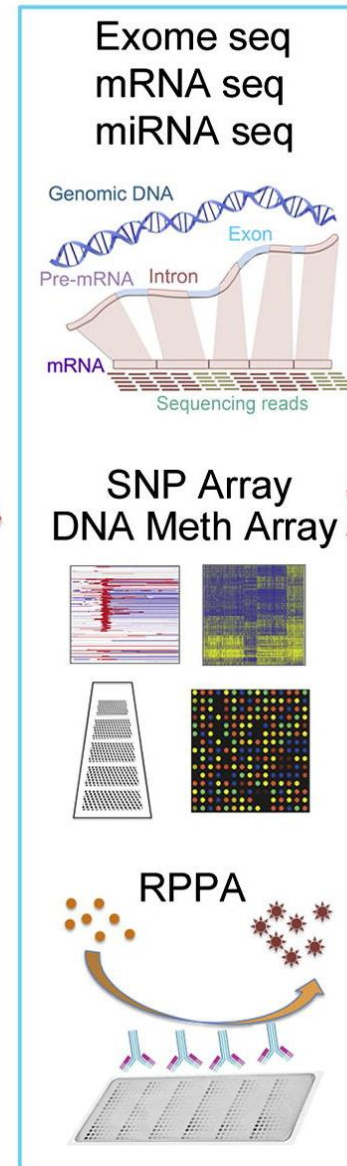 Exome seq
mRNA seq
miRNA seq
Genomic DNA
Exon
Pre-mRNA Intron
mRNA
Sequencing reads
SNP Array
DNA Meth Array
RPPA